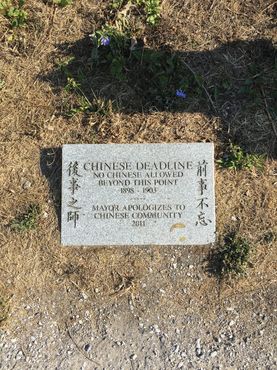 前事不忘
後事之師
CHINESE DEADLINE
NO CHINESE ALLOWED
BEYOND THIS POINT
1898 - 1903
MAYOR APOLOGIZES TO
CHINESE COMMUNITY
2011